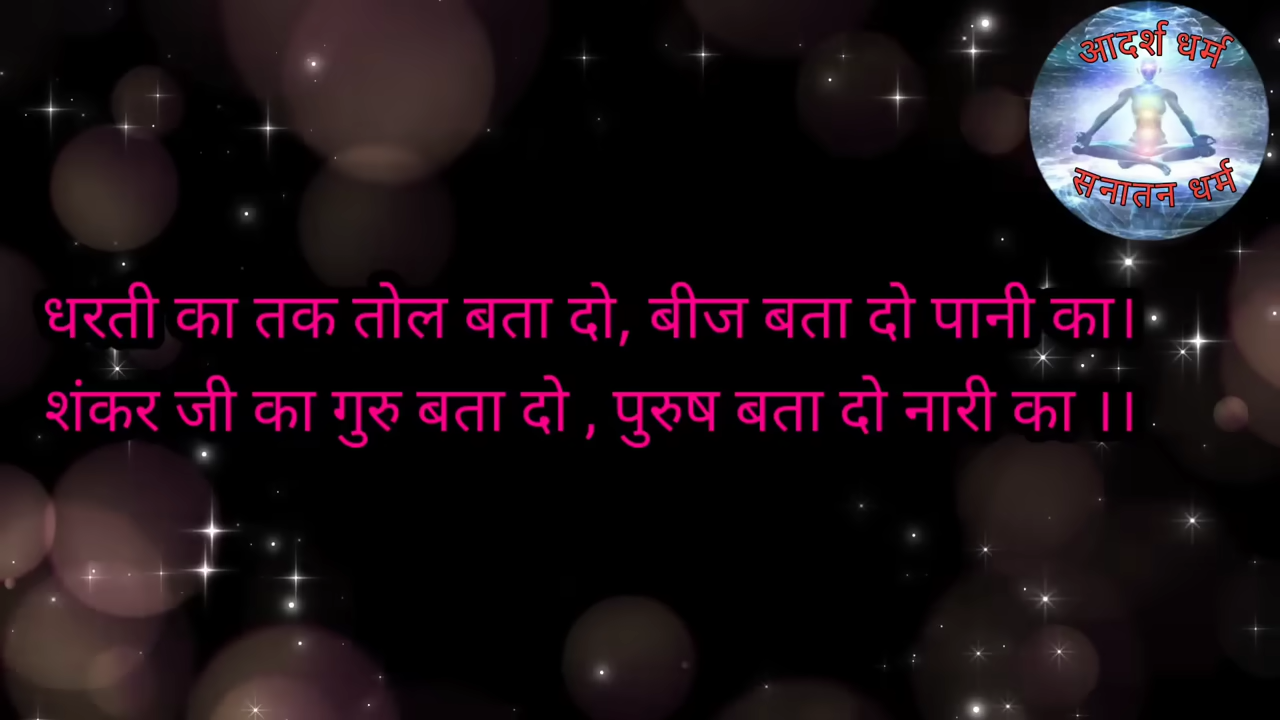 आदर्श धर्म
सनातन धर्म
धरती का तक तोल बता दो, बीज बता दो पानी का।
शंकर जी का गुरु बता दो , पुरुष बता दो नारी का ।।